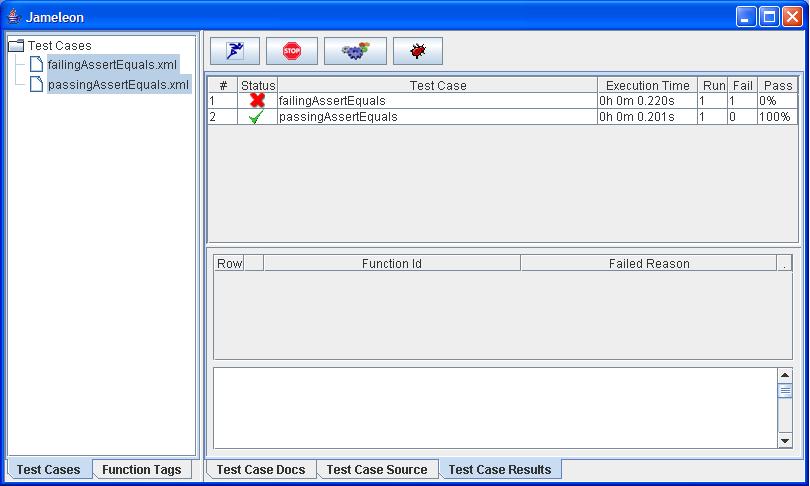 Jameleon
Test Cases
failingAssertEquals.xml
passingAssertEquals.xml
STOP
# Status Test Case Execution Time Run Fail Pass
1 failingAssertEquals 0h 0m 0.220s 1 1 0%
2 passingAssertEquals 0h 0m 0.201s 1 0 100%
Row Function Id Failed Reason .
Test Cases Function Tags
Test Case Docs Test Case Source Test Case Results